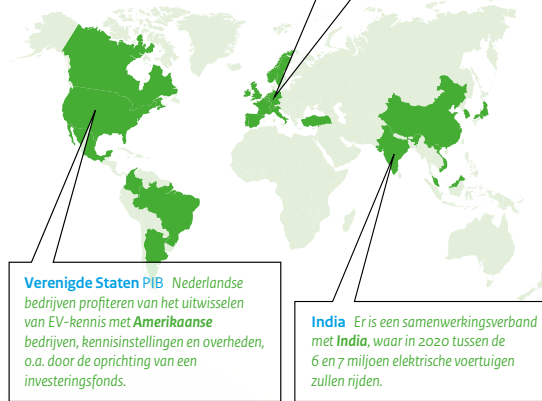 Verenigde Staten PIB Nederlandse
bedrijven profiteren van het uitwisselen
van EV-kennis met Amerikaanse
bedrijven, kennisinstellingen en overheden,
o.a. door de oprichting van een
investeringsfonds.
India Er is een samenwerkingsverband
met India, waar in 2020 tussen de
6 en 7 miljoen elektrische voertuigen
zullen rijden.